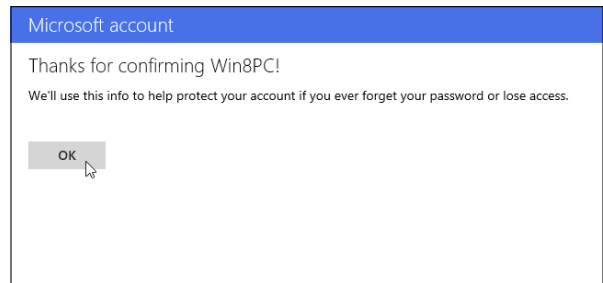 Microsoft account
Thanks for confirming Win8PC!
We'll use this info to help protect your account if you ever forget your password or lose access.
OK